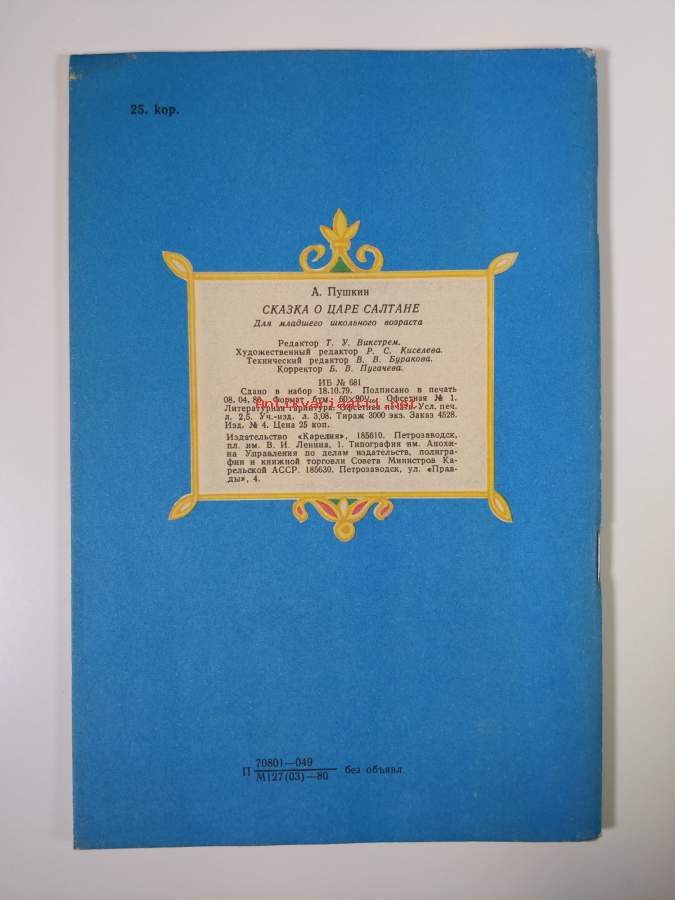 25. kop.
А. Пушкин
СКАЗКА О ЦАРЕ САЛТАНЕ
Для младшего школьного возраста
Редактор Т. У. Викстрем.
Художественный редактор Р. С. Киселева.
Технический редактор В. В. Буракова.
Корректор Б. В. Пугачева.
ИБ № 681
Сдано в набор 18.10.79. Подписано в печать
08. 04, 80. Формат бум. 60×90 Офсетная № 1.
antikvariaatti.net
Литературная гарнитура. Офсетная печать. Усл. печ.
л. 2,5. Уч.-изд. л. 3,08. Тираж 3000 экз. Заказ 4528.
Изд. № 4. Цена 25 коп.
Издательство «Карелия», 185610. Петрозаводск,
пл. им. В. И. Ленина, 1. Типография им. Анохи-
на Управления по делам издательств, полигра-
фии и книжной торговли Совета Министров Ка-
рельской АССР. 185630. Петрозаводск, ул. «Прав-
ды», 4.
П 70801—049
М127(03)—80 без объявл.